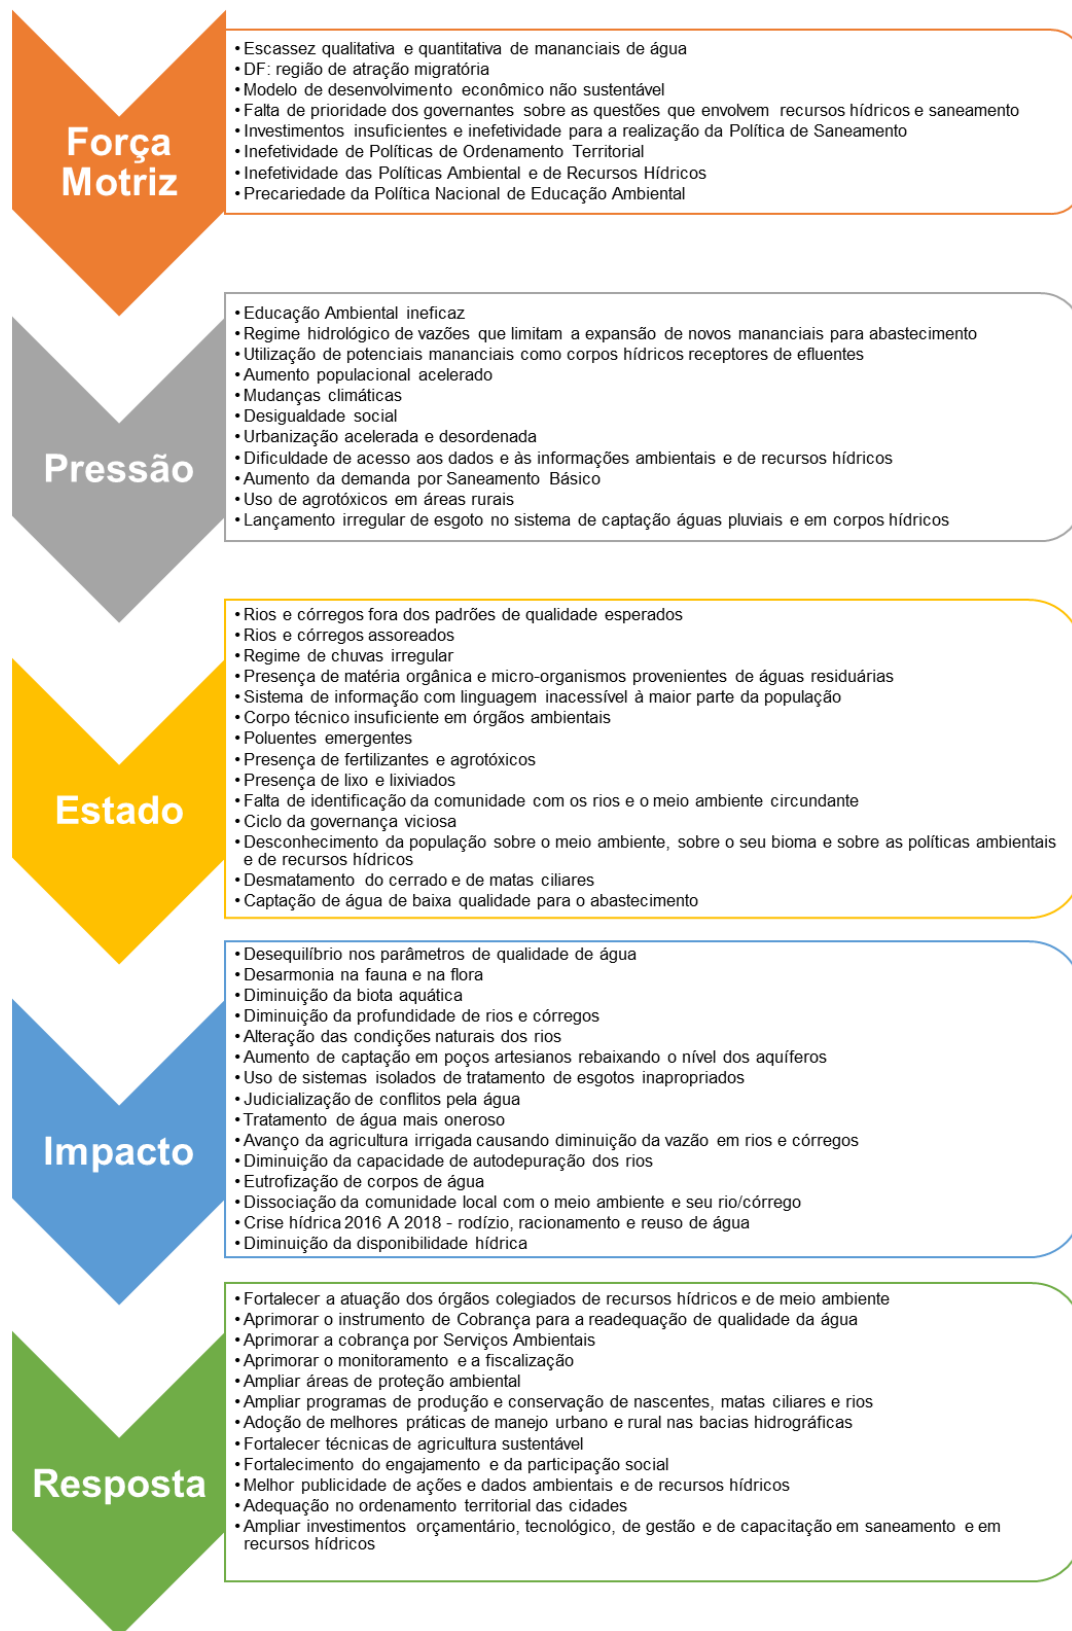 Força
Motriz
• Escassez qualitativa e quantitativa de mananciais de água
• DF: região de atração migratória
• Modelo de desenvolvimento econômico não sustentável
• Falta de prioridade dos governantes sobre as questões que envolvem recursos hídricos e saneamento
• Investimentos insuficientes e inefetividade para a realização da Política de Saneamento
• Inefetividade de Políticas de Ordenamento Territorial
• Inefetividade das Políticas Ambiental e de Recursos Hídricos
• Precariedade da Política Nacional de Educação Ambiental
Pressão
• Educação Ambiental ineficaz
• Regime hidrológico de vazões que limitam a expansão de novos mananciais para abastecimento
• Utilização de potenciais mananciais como corpos hídricos receptores de efluentes
• Aumento populacional acelerado
• Mudanças climáticas
• Desigualdade social
• Urbanização acelerada e desordenada
• Dificuldade de acesso aos dados e às informações ambientais e de recursos hídricos
• Aumento da demanda por Saneamento Básico
• Uso de agrotóxicos em áreas rurais
• Lançamento irregular de esgoto no sistema de captação águas pluviais e em corpos hídricos
Estado
• Rios e córregos fora dos padrões de qualidade esperados
• Rios e córregos assoreados
• Regime de chuvas irregular
• Presença de matéria orgânica e micro-organismos provenientes de águas residuárias
• Sistema de informação com linguagem inacessível à maior parte da população
• Corpo técnico insuficiente em órgãos ambientais
• Poluentes emergentes
• Presença de fertilizantes e agrotóxicos
• Presença de lixo e lixiviados
• Falta de identificação da comunidade com os rios e o meio ambiente circundante
• Ciclo da governança viciosa
• Desconhecimento da população sobre o meio ambiente, sobre o seu bioma e sobre as políticas ambientais
e de recursos hídricos
• Desmatamento do cerrado e de matas ciliares
• Captação de água de baixa qualidade para o abastecimento
Impacto
• Desequilíbrio nos parâmetros de qualidade de água
• Desarmonia na fauna e na flora
• Diminuição da biota aquática
• Diminuição da profundidade de rios e córregos
• Alteração das condições naturais dos rios
• Aumento de captação em poços artesianos rebaixando o nível dos aquíferos
• Uso de sistemas isolados de tratamento de esgotos inapropriados
• Judicialização de conflitos pela água
• Tratamento de água mais oneroso
• Avanço da agricultura irrigada causando diminuição da vazão em rios e córregos
• Diminuição da capacidade de autodepuração dos rios
• Eutrofização de corpos de água
• Dissociação da comunidade local com o meio ambiente e seu rio/córrego
• Crise hídrica 2016 A 2018 - rodízio, racionamento e reuso de água
• Diminuição da disponibilidade hídrica
Resposta
• Fortalecer a atuação dos órgãos colegiados de recursos hídricos e de meio ambiente
• Aprimorar o instrumento de Cobrança para a readequação de qualidade da água
• Aprimorar a cobrança por Serviços Ambientais
• Aprimorar o monitoramento e a fiscalização
• Ampliar áreas de proteção ambiental
• Ampliar programas de produção e conservação de nascentes, matas ciliares e rios
• Adoção de melhores práticas de manejo urbano e rural nas bacias hidrográficas
• Fortalecer técnicas de agricultura sustentável
• Fortalecimento do engajamento e da participação social
• Melhor publicidade de ações e dados ambientais e de recursos hídricos
• Adequação no ordenamento territorial das cidades
• Ampliar investimentos orçamentário, tecnológico, de gestão e de capacitação em saneamento e em
recursos hídricos